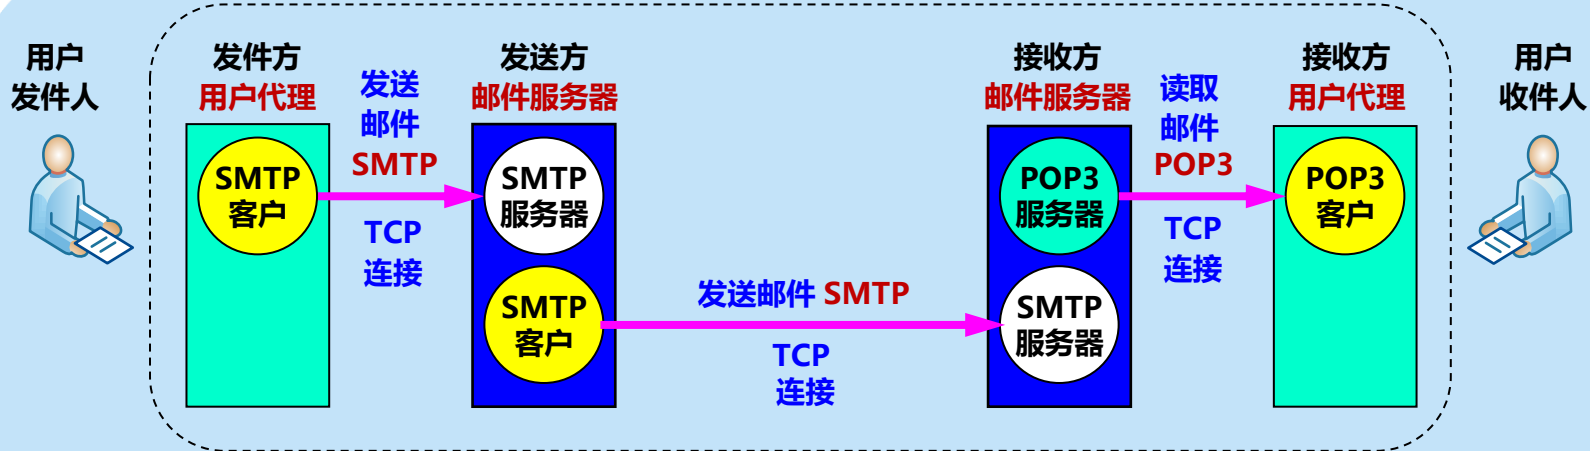 用户
发件人
发件方
用户代理
发送
邮件
SMTP
TCP
连接
SMTP
客户
发送方
邮件服务器
SMTP
服务器
SMTP
客户
发送邮件 SMTP
TCP
连接
接收方
邮件服务器
POP3
服务器
SMTP
服务器
读取
邮件
POP3
TCP
连接
接收方
用户代理
POP3
客户
用户
收件人